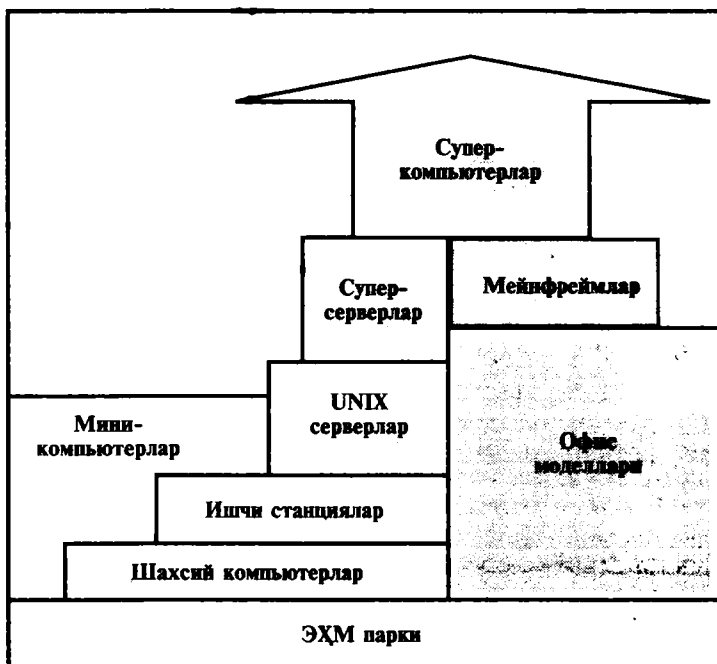 Супер-
компьютерлар
Супер-
серверлар
Мейнфреймлар
UNIX
серверлар
Мини-
компьютерлар
Офис
моделлари
Ишчи станциялар
Шахсий компьютерлар
ЭҲМ парки